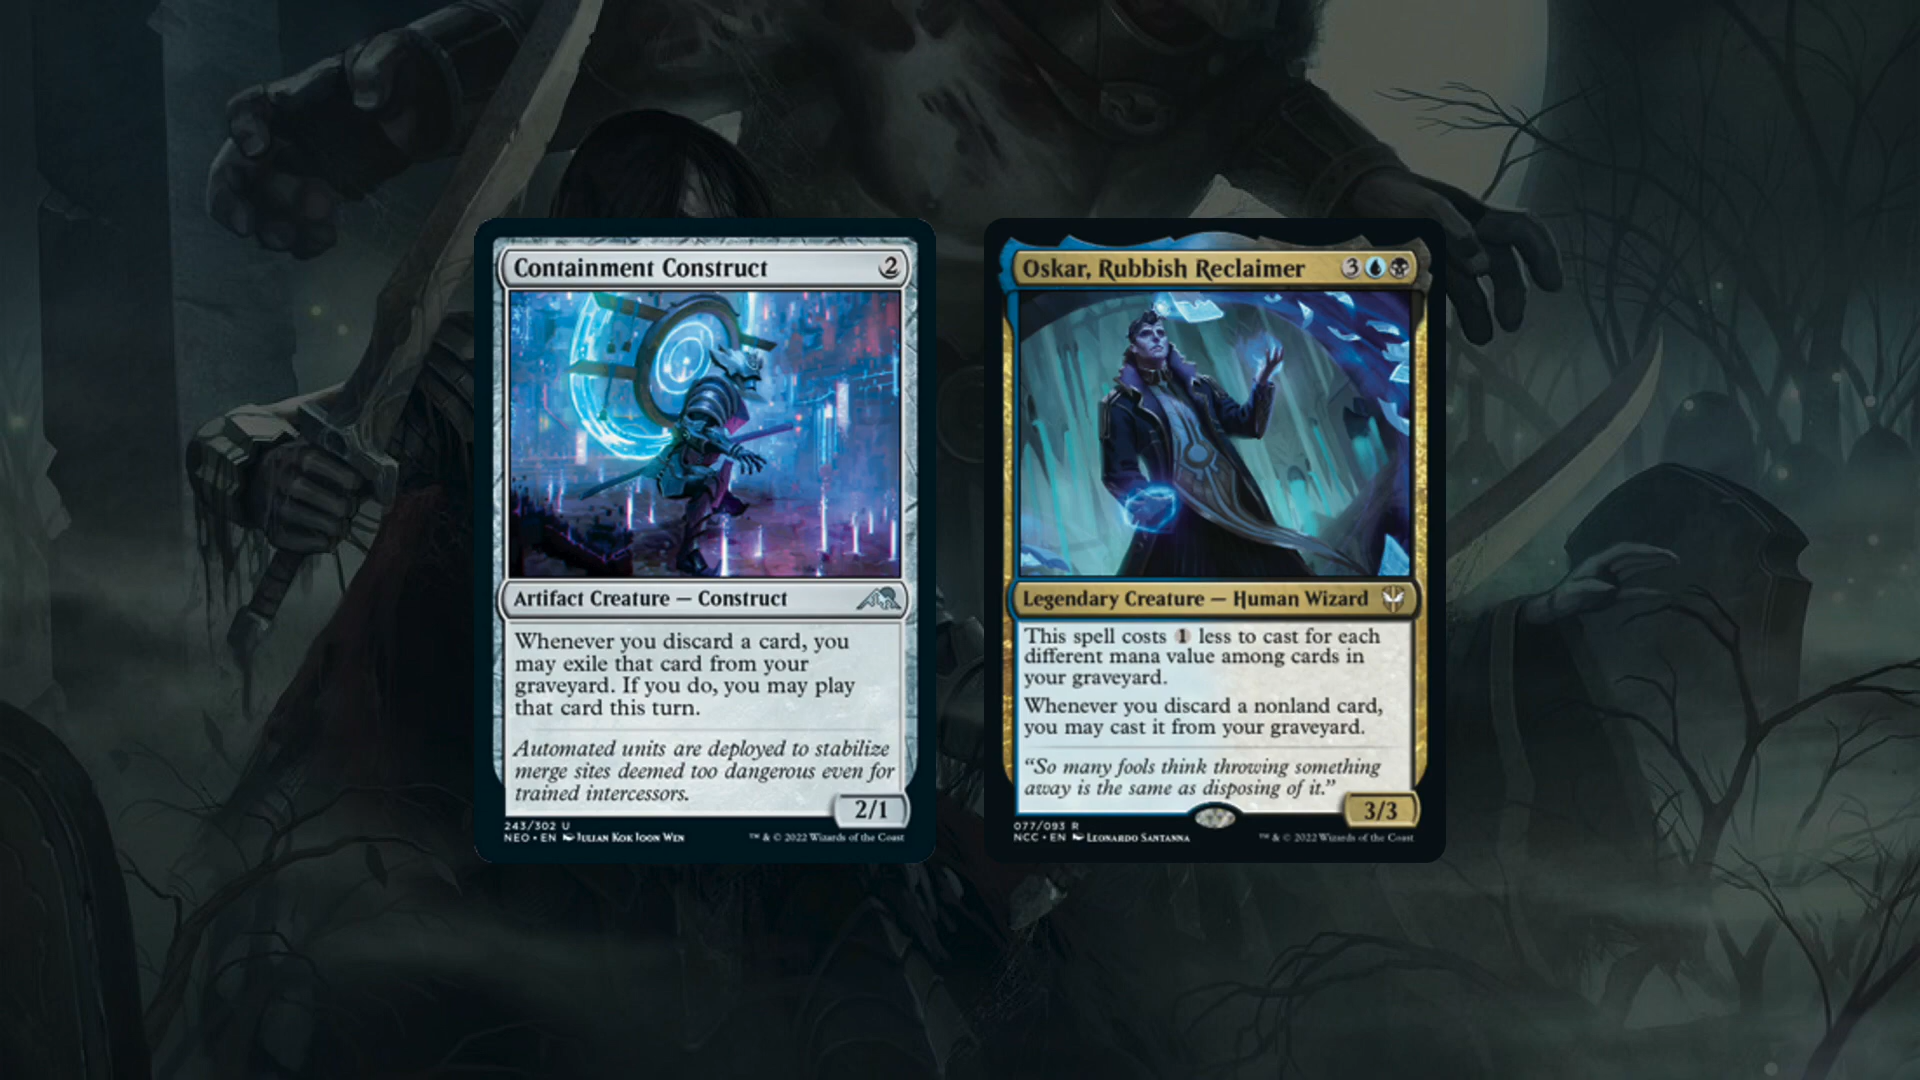 Containment Construct 2
Artifact Creature — Construct
Whenever you discard a card, you
may exile that card from your
graveyard. If you do, you may play
that card this turn.
Automated units are deployed to stabilize
merge sites deemed too dangerous even for
trained intercessors.
2/1
243/302 U
NEO • EN Julian Kok Joon Wen ™ & © 2022 Wizards of the Coast
Oskar, Rubbish Reclaimer 3
Legendary Creature — Human Wizard
This spell costs 1 less to cast for each
different mana value among cards in
your graveyard.
Whenever you discard a nonland card,
you may cast it from your graveyard.
“So many fools think throwing something
away is the same as disposing of it.”
3/3
077/093 R
NCC • EN Leonardo Santanna ™ & © 2022 Wizards of the Coast